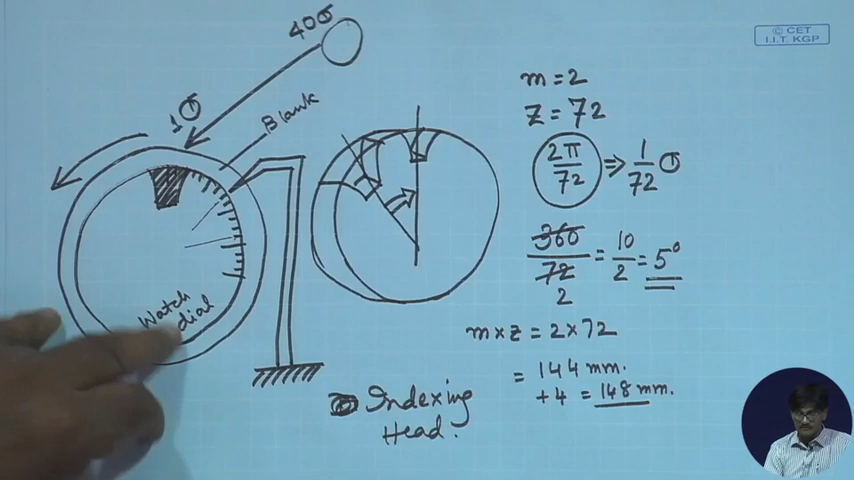 © CET
I.I.T. KGP
40
1
Blank
Watch
dial
m = 2
Z = 72
2π/72 ⇒ 1/72
360/72 = 10/2 = 5°
2
m×z = 2×72
= 144 mm.
+4 = 148 mm.
Indexing
Head.